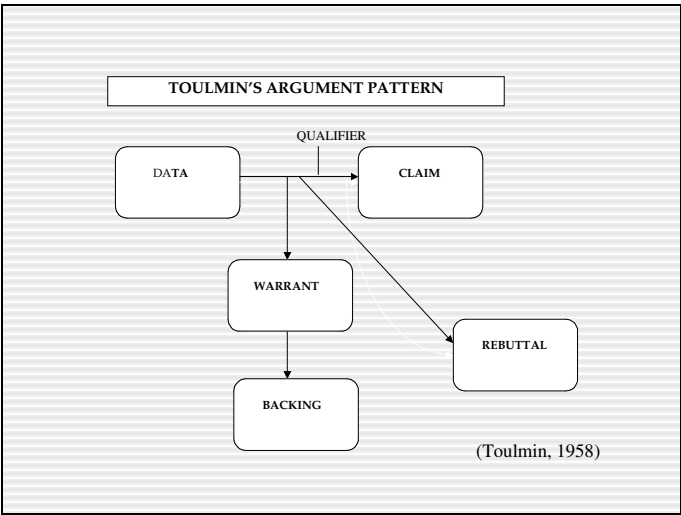 TOULMIN'S ARGUMENT PATTERN
QUALIFIER
DATA
CLAIM
WARRANT
REBUTTAL
BACKING
(Toulmin, 1958)